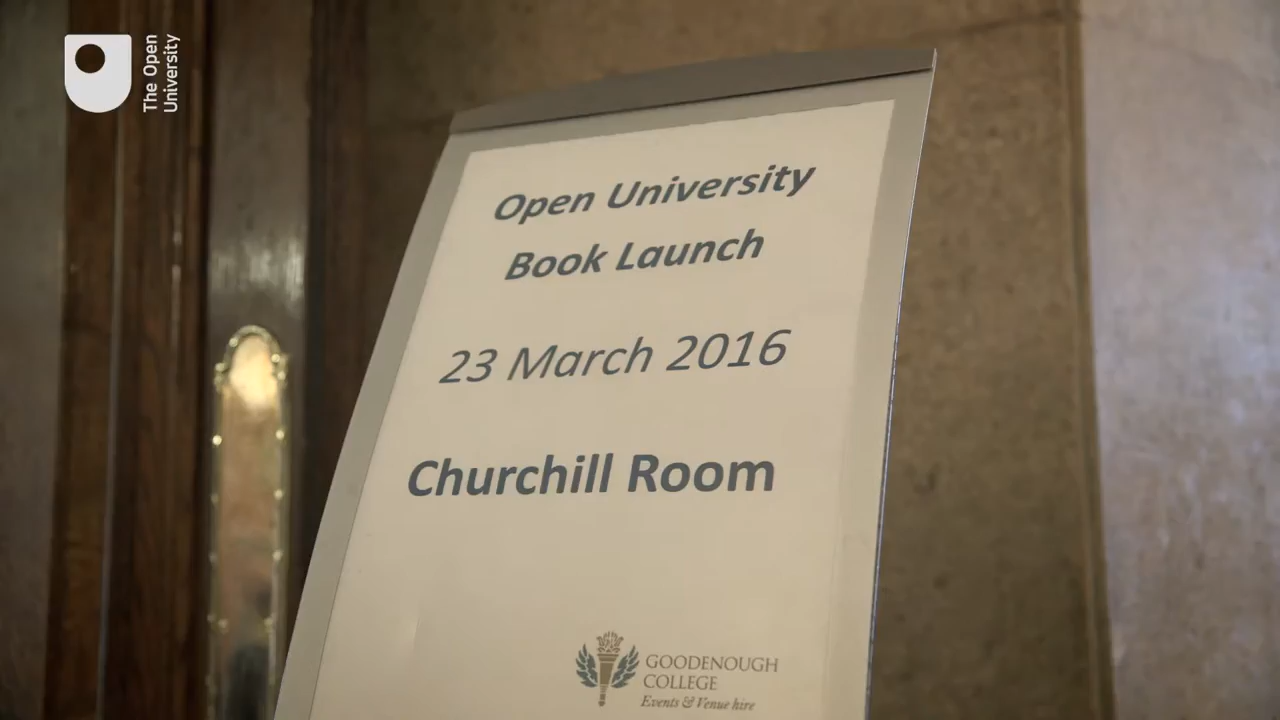 The Open
University
Open University
Book Launch
23 March 2016
Churchill Room
GOODENOUGH
COLLEGE
Events & Venue hire